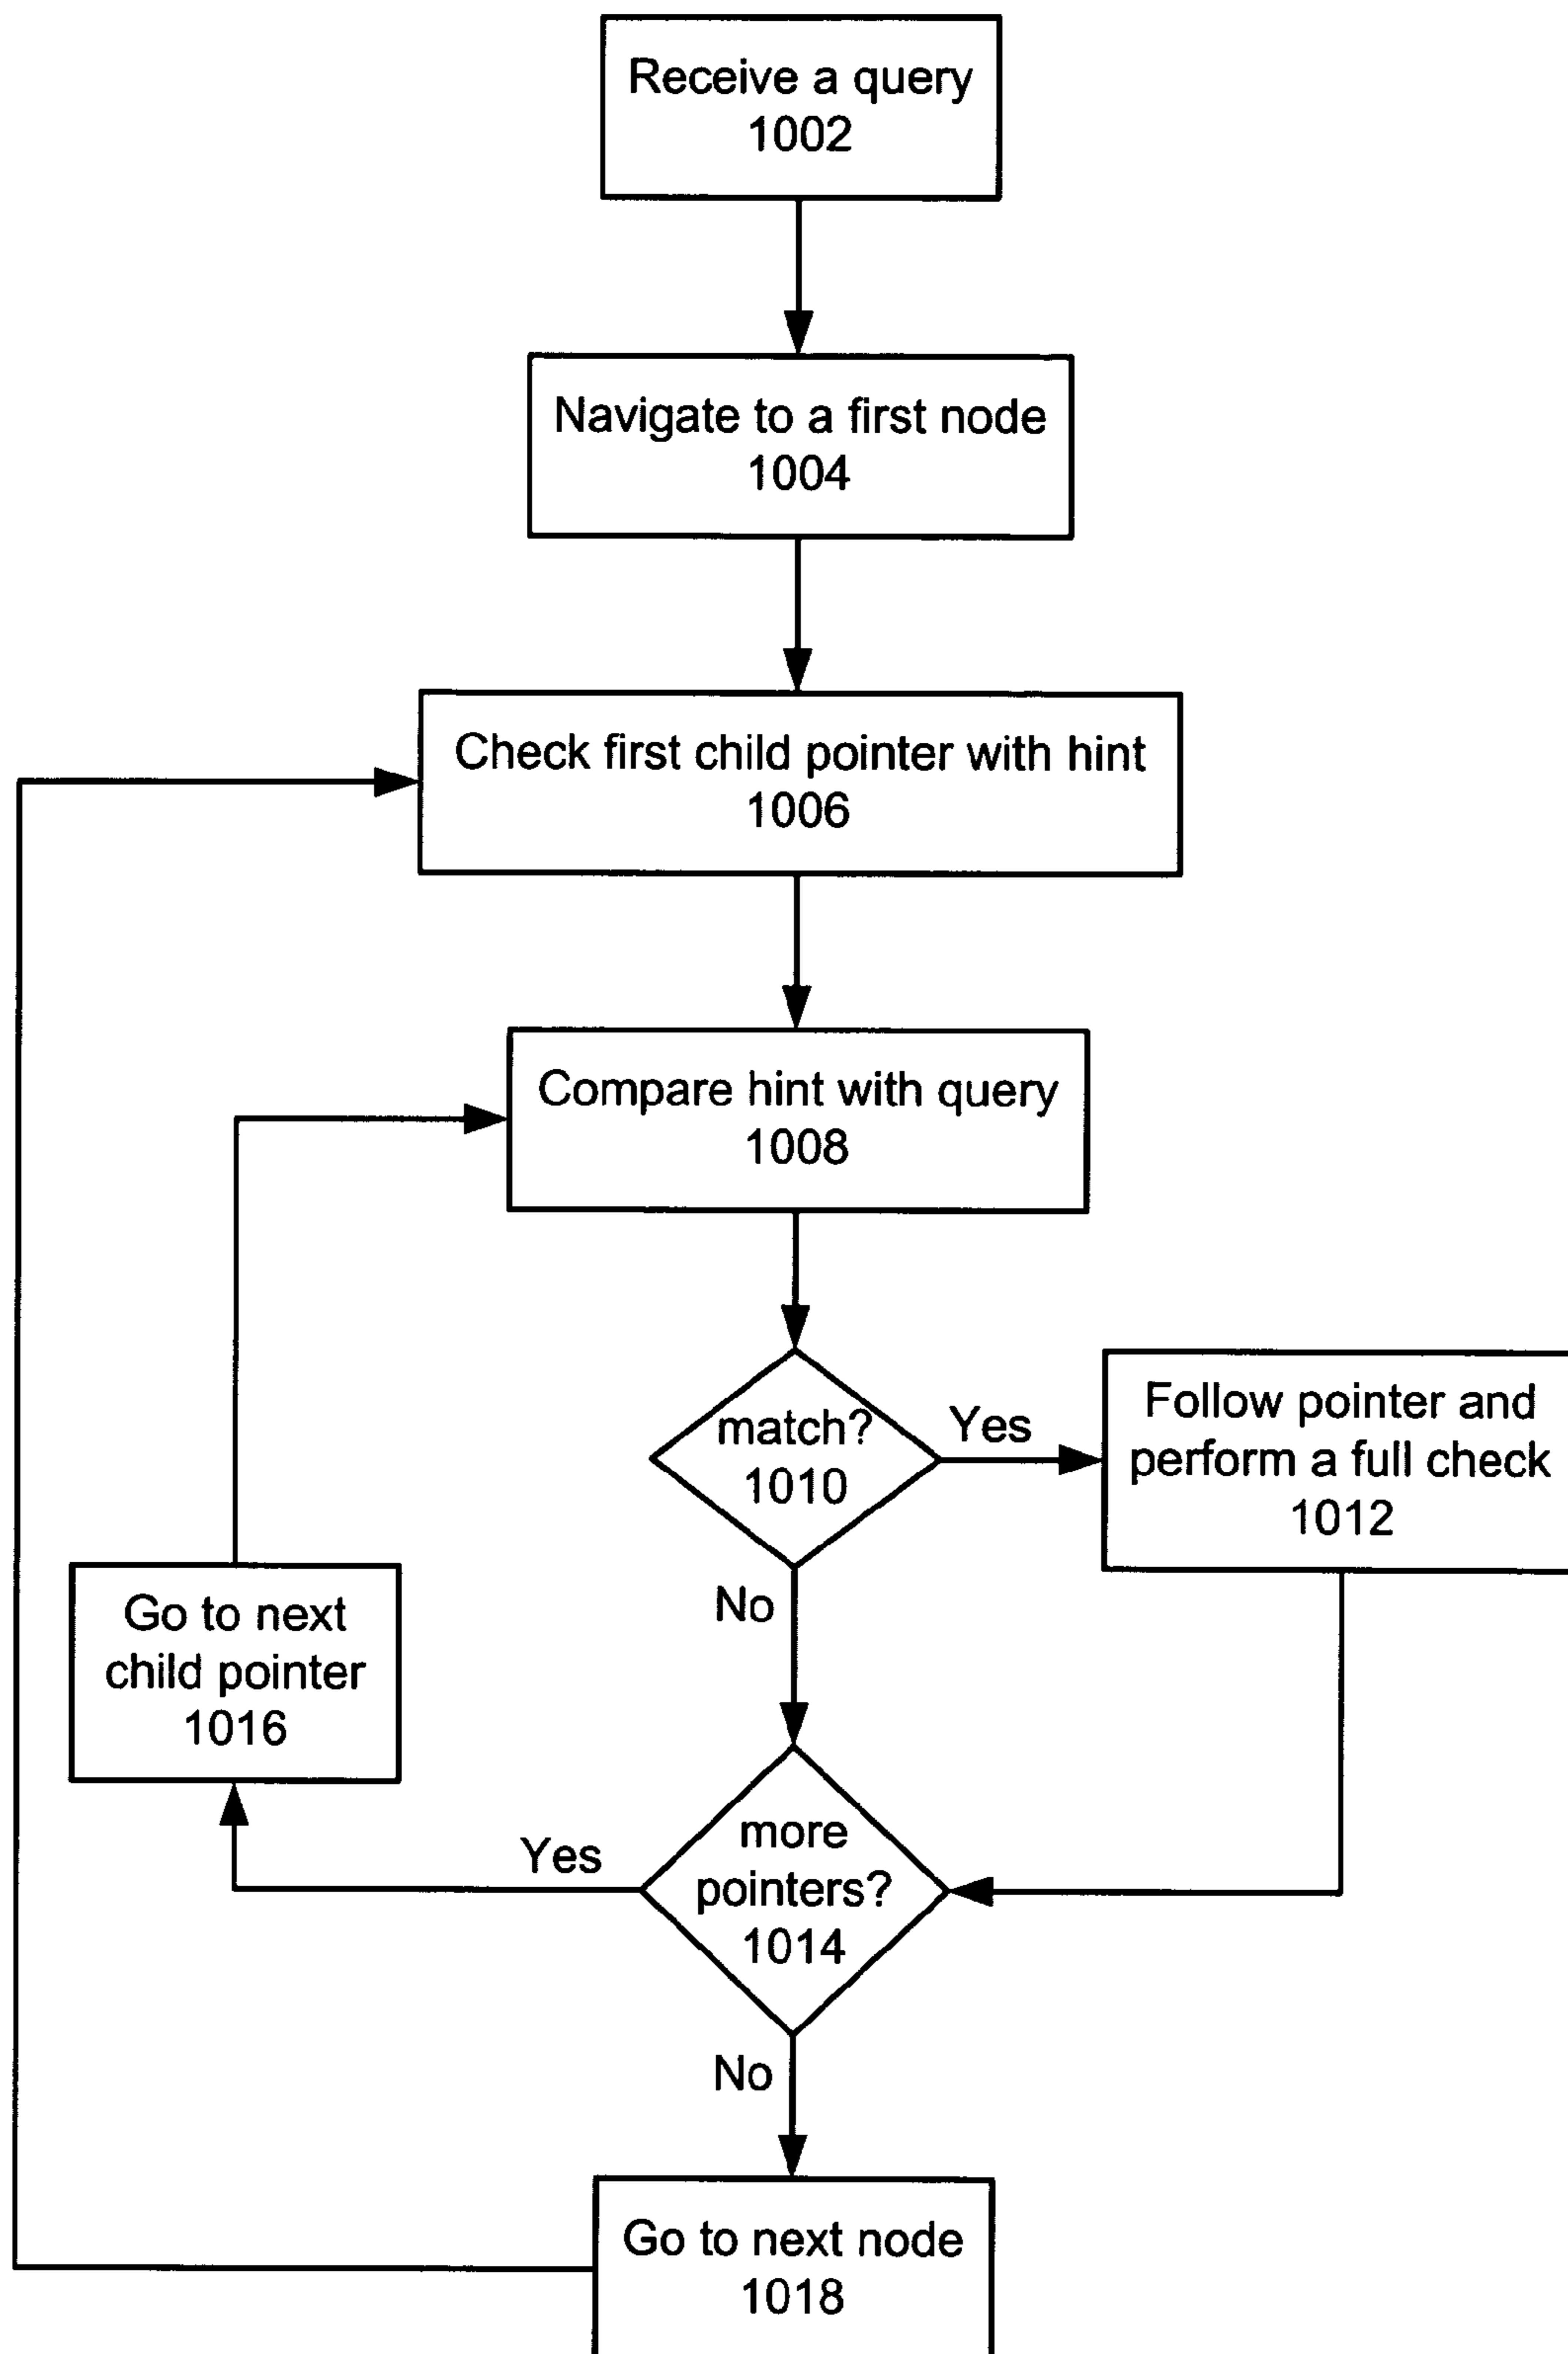 Receive a query
1002
Navigate to a first node
1004
Check first child pointer with hint
1006
Compare hint with query
1008
match?
1010
Yes
Follow pointer and
perform a full check
1012
No
Go to next
child pointer
1016
more
pointers?
1014
Yes
No
Go to next node
1018